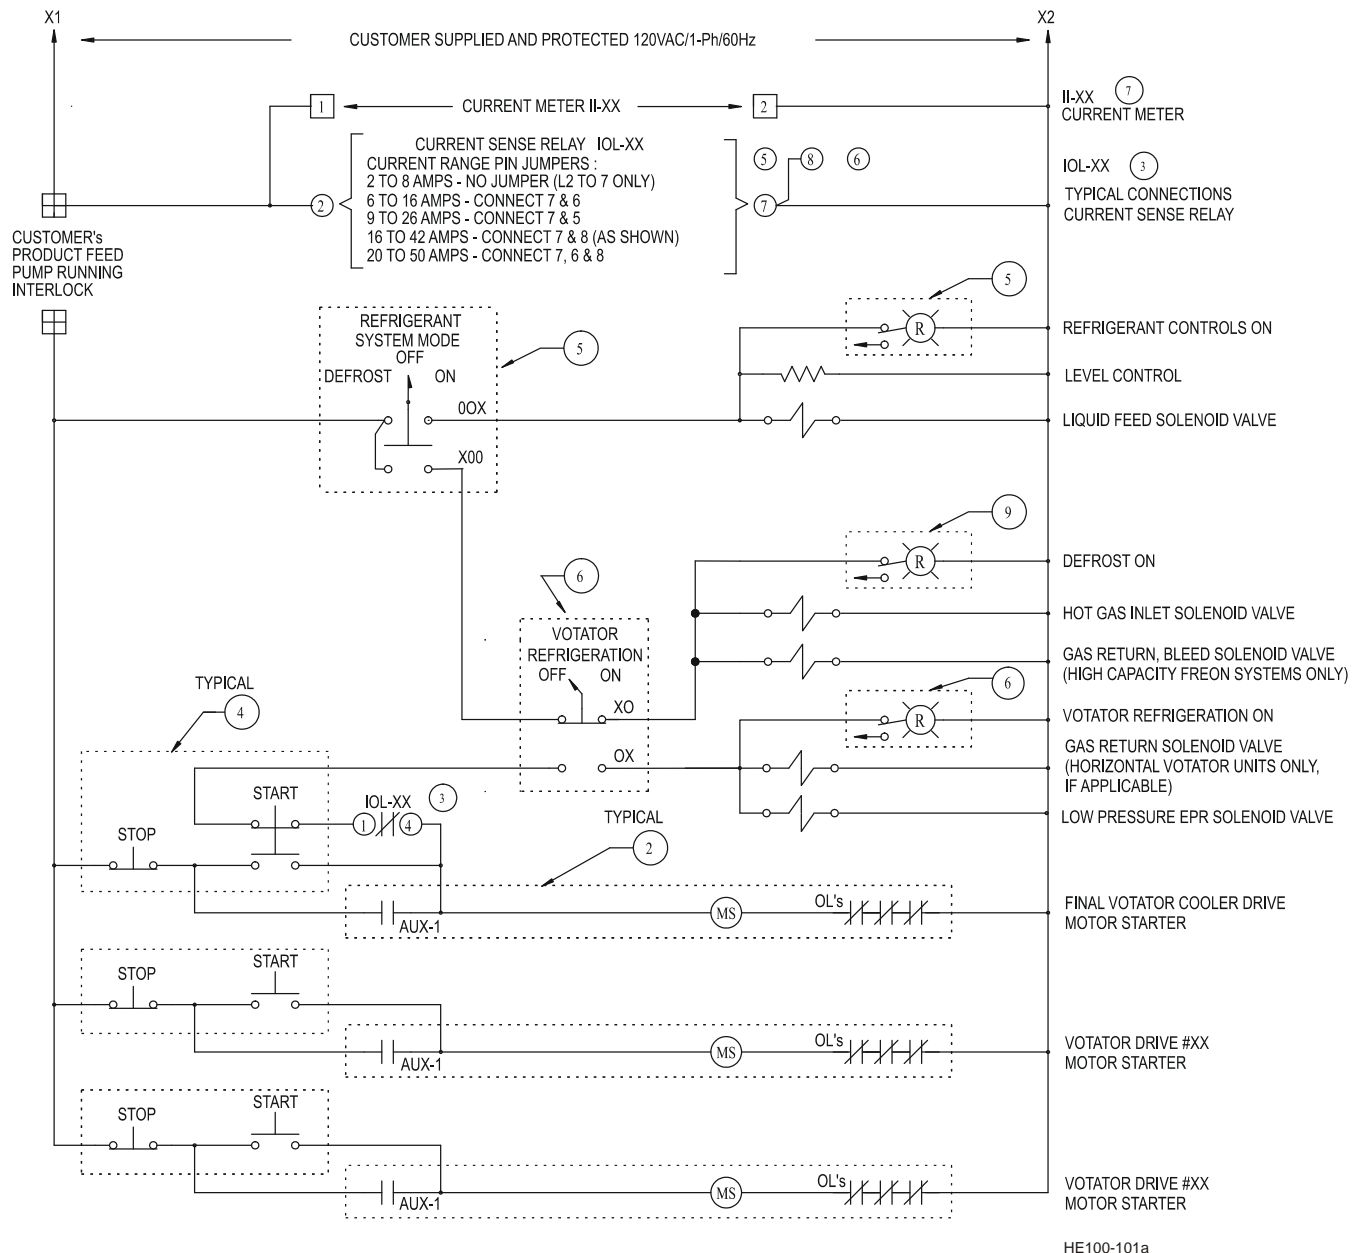 X1
X2
CUSTOMER SUPPLIED AND PROTECTED 120VAC/1-Ph/60Hz
1
CURRENT METER II-XX
2
II-XX
7
CURRENT METER
CURRENT SENSE RELAY IOL-XX
CURRENT RANGE PIN JUMPERS :
2 TO 8 AMPS - NO JUMPER (L2 TO 7 ONLY)
6 TO 16 AMPS - CONNECT 7 & 6
9 TO 26 AMPS - CONNECT 7 & 5
16 TO 42 AMPS - CONNECT 7 & 8 (AS SHOWN)
20 TO 50 AMPS - CONNECT 7, 6 & 8
2
5
8
6
7
IOL-XX
3
TYPICAL CONNECTIONS
CURRENT SENSE RELAY
CUSTOMER's
PRODUCT FEED
PUMP RUNNING
INTERLOCK
REFRIGERANT
SYSTEM MODE
OFF
DEFROST
ON
5
0OX
X00
5
R
REFRIGERANT CONTROLS ON
LEVEL CONTROL
LIQUID FEED SOLENOID VALVE
9
R
DEFROST ON
HOT GAS INLET SOLENOID VALVE
GAS RETURN, BLEED SOLENOID VALVE
(HIGH CAPACITY FREON SYSTEMS ONLY)
6
VOTATOR
REFRIGERATION
OFF
ON
XO
OX
6
R
VOTATOR REFRIGERATION ON
GAS RETURN SOLENOID VALVE
(HORIZONTAL VOTATOR UNITS ONLY,
IF APPLICABLE)
LOW PRESSURE EPR SOLENOID VALVE
TYPICAL
4
START
STOP
IOL-XX
3
1
4
TYPICAL
2
AUX-1
MS
OL's
FINAL VOTATOR COOLER DRIVE
MOTOR STARTER
STOP
START
AUX-1
MS
OL's
VOTATOR DRIVE #XX
MOTOR STARTER
STOP
START
AUX-1
MS
OL's
VOTATOR DRIVE #XX
MOTOR STARTER
HE100-101a